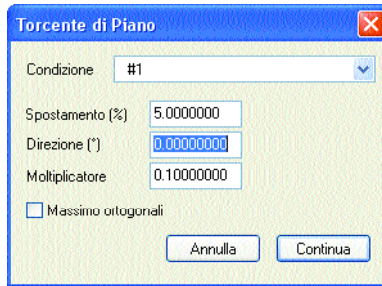 Torcente di Piano
Condizione #1
Spostamento (%) 5.0000000
Direzione (°) 0.00000000
Moltiplicatore 0.10000000
Massimo ortogonali
Annulla Continua